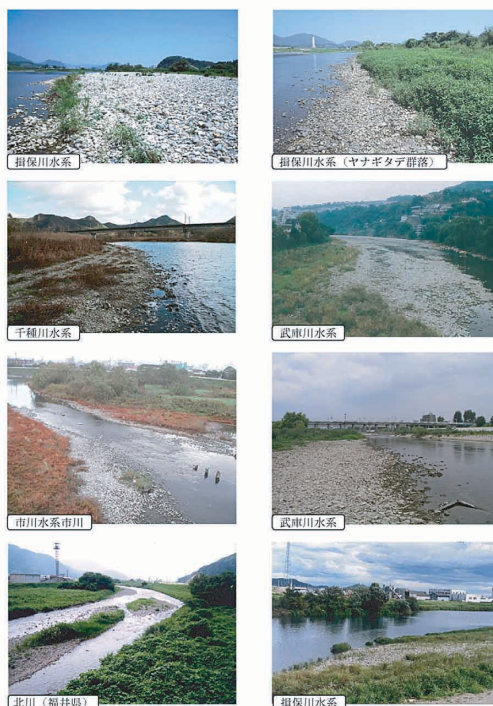 揖保川水系
揖保川水系（ヤナギタデ群落）
千種川水系
武庫川水系
市川水系市川
武庫川水系
北川（福井県）
揖保川水系